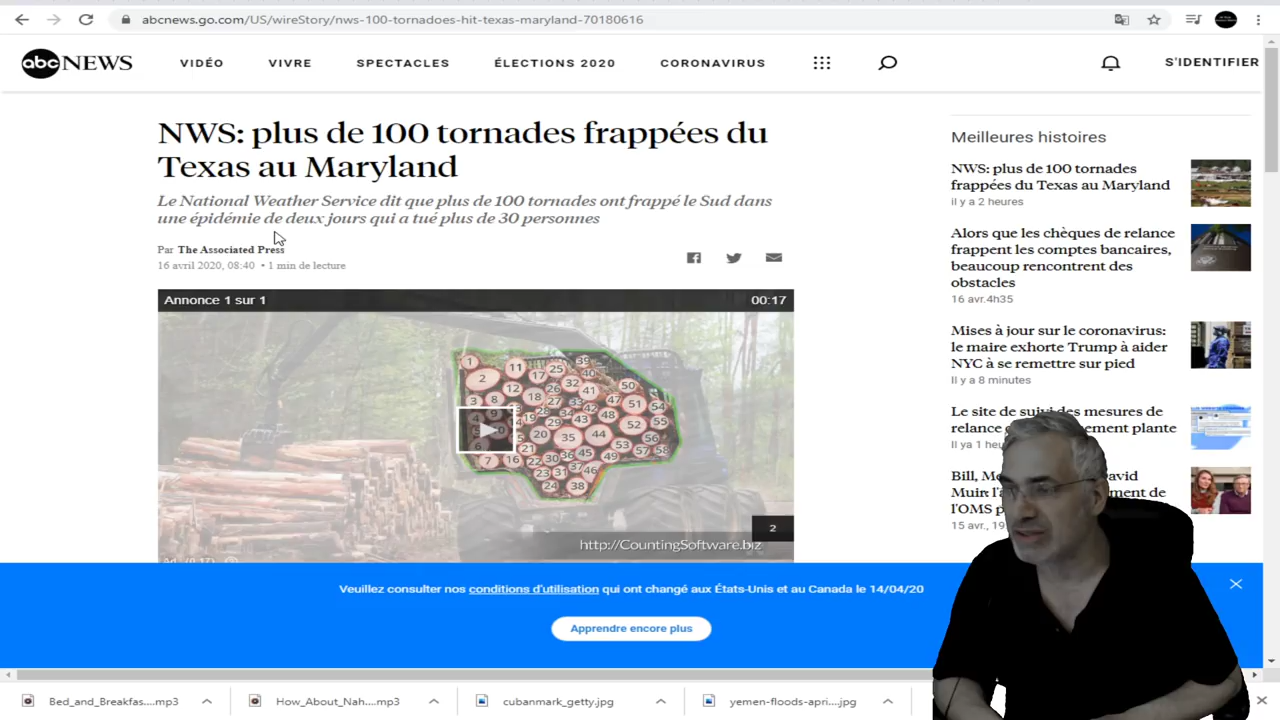 abcnews.go.com/US/wireStory/nws-100-tornadoes-hit-texas-maryland-70180616
abc NEWS VIDÉO VIVRE SPECTACLES ÉLECTIONS 2020 CORONAVIRUS S'IDENTIFIER
NWS: plus de 100 tornades frappées du
Texas au Maryland
Le National Weather Service dit que plus de 100 tornades ont frappé le Sud dans
une épidémie de deux jours qui a tué plus de 30 personnes
Par The Associated Press
16 avril 2020, 08:40 • 1 min de lecture
Annonce 1 sur 1 00:17
2
http://CountingSoftware.biz
Meilleures histoires
NWS: plus de 100 tornades
frappées du Texas au Maryland
il y a 2 heures
Alors que les chèques de relance
frappent les comptes bancaires,
beaucoup rencontrent des
obstacles
16 avr.4h35
Mises à jour sur le coronavirus:
le maire exhorte Trump à aider
NYC à se remettre sur pied
Il y a 8 minutes
Le site de suivi des mesures de
relance plante
Il y a 1
Bill, David
Muir:
l'OMS
15 avr., 19
Veuillez consulter nos conditions d'utilisation qui ont changé aux États-Unis et au Canada le 14/04/20
Apprendre encore plus
Bed_and_Breakfas....mp3 How_About_Nah....mp3 cubanmark_getty.jpg yemen-floods-apri....jpg